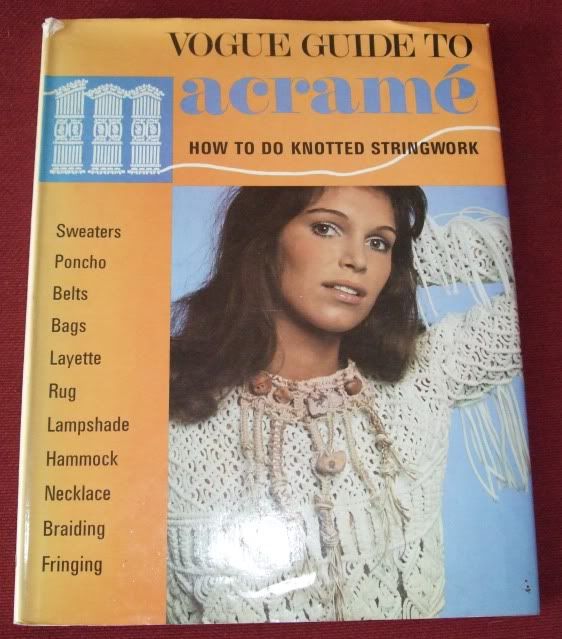 VOGUE GUIDE TO
macramé
HOW TO DO KNOTTED STRINGWORK
Sweaters
Poncho
Belts
Bags
Layette
Rug
Lampshade
Hammock
Necklace
Braiding
Fringing